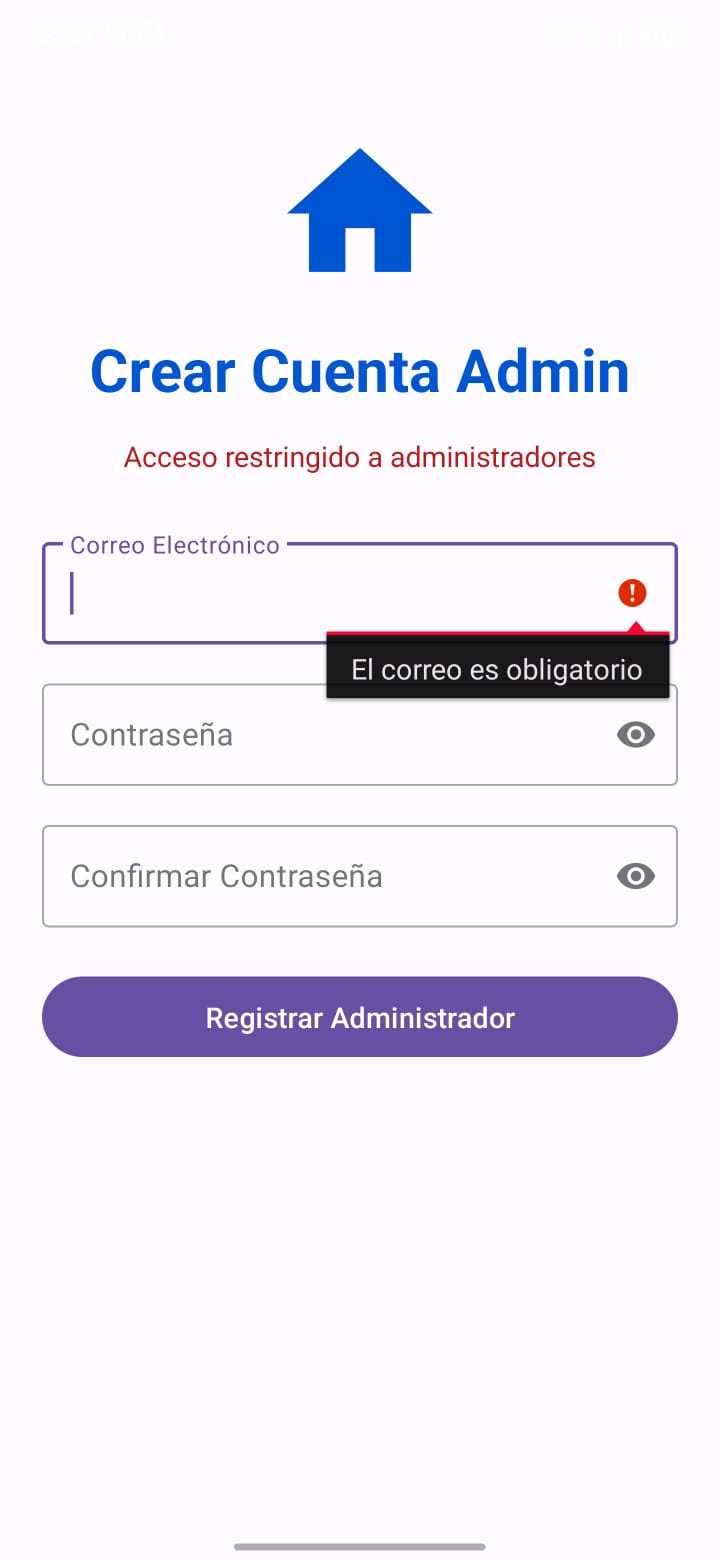 Crear Cuenta Admin
Acceso restringido a administradores
Correo Electrónico
El correo es obligatorio
Contraseña
Confirmar Contraseña
Registrar Administrador